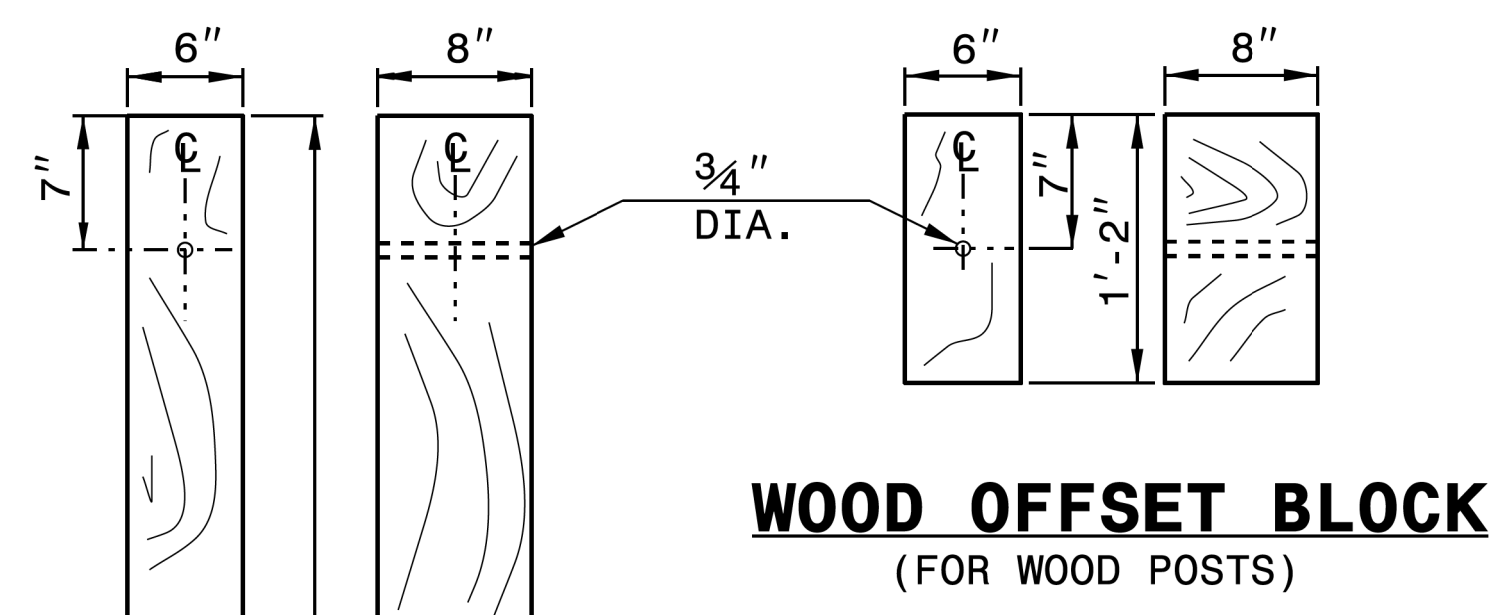 6" 8" 6" 8"
℄ ℄ ℄
7" 3/4" 7"
DIA.
1'-2"
WOOD OFFSET BLOCK
(FOR WOOD POSTS)